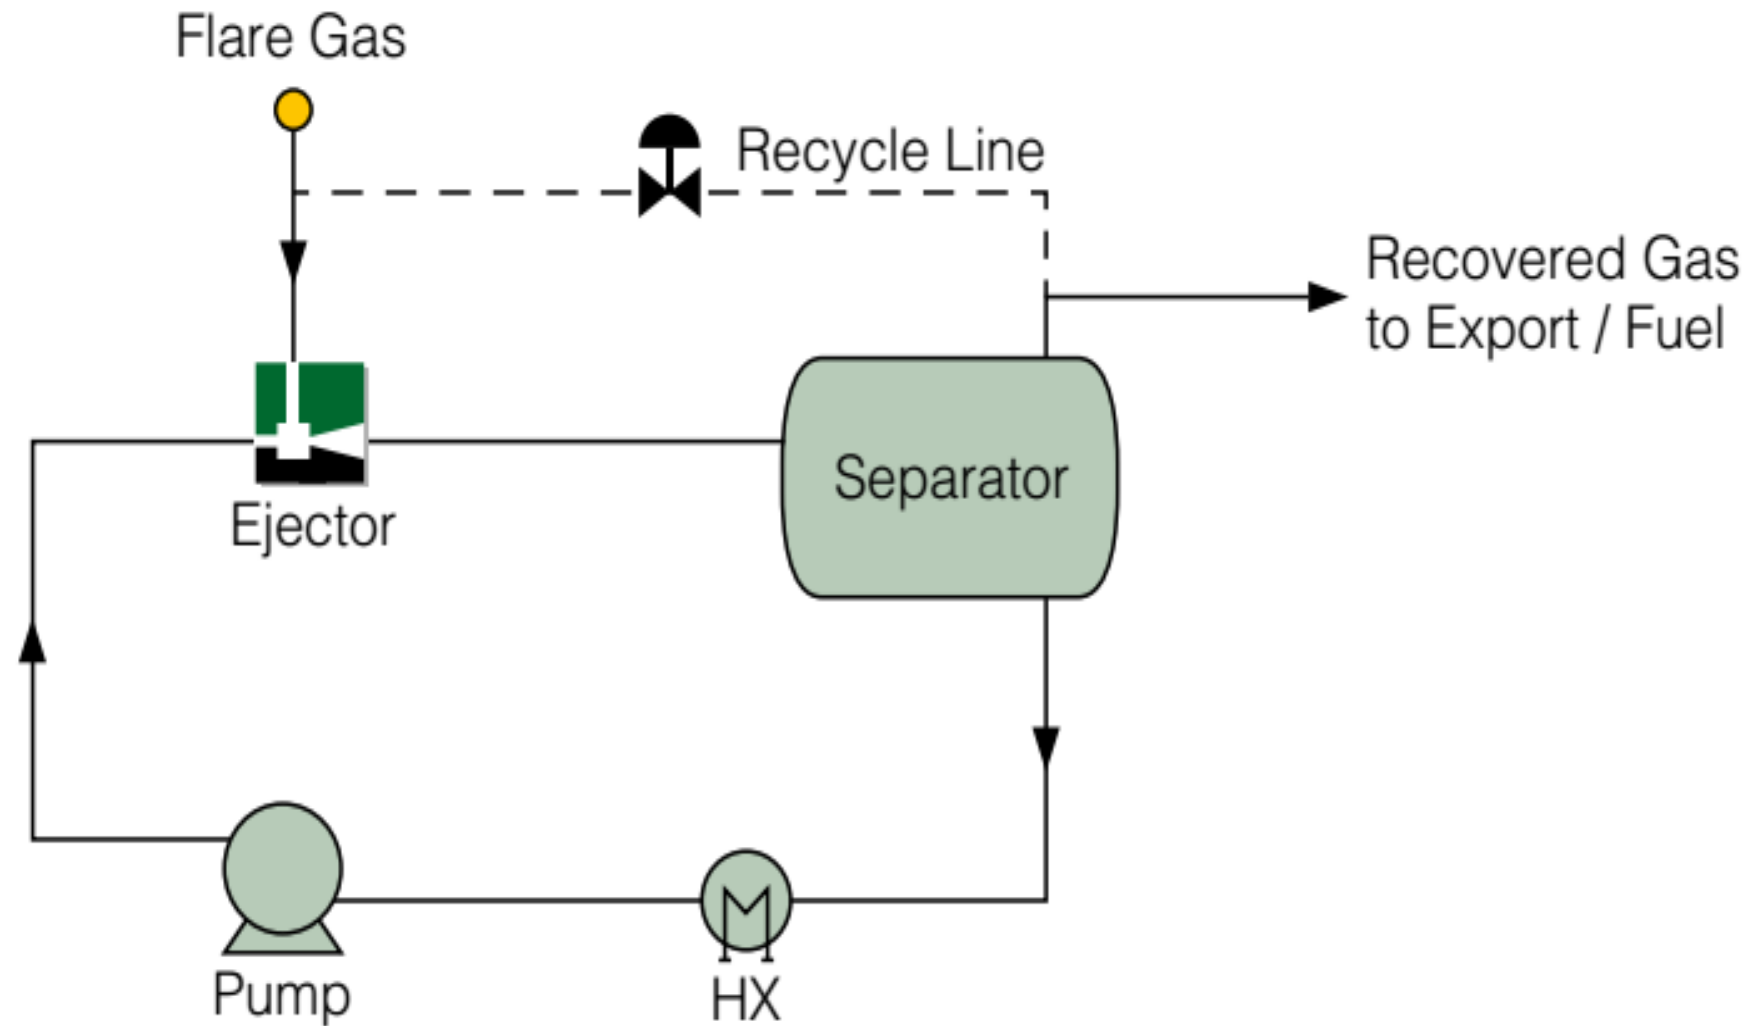 Flare Gas
Recycle Line
Recovered Gas
to Export / Fuel
Separator
Ejector
Pump
HX